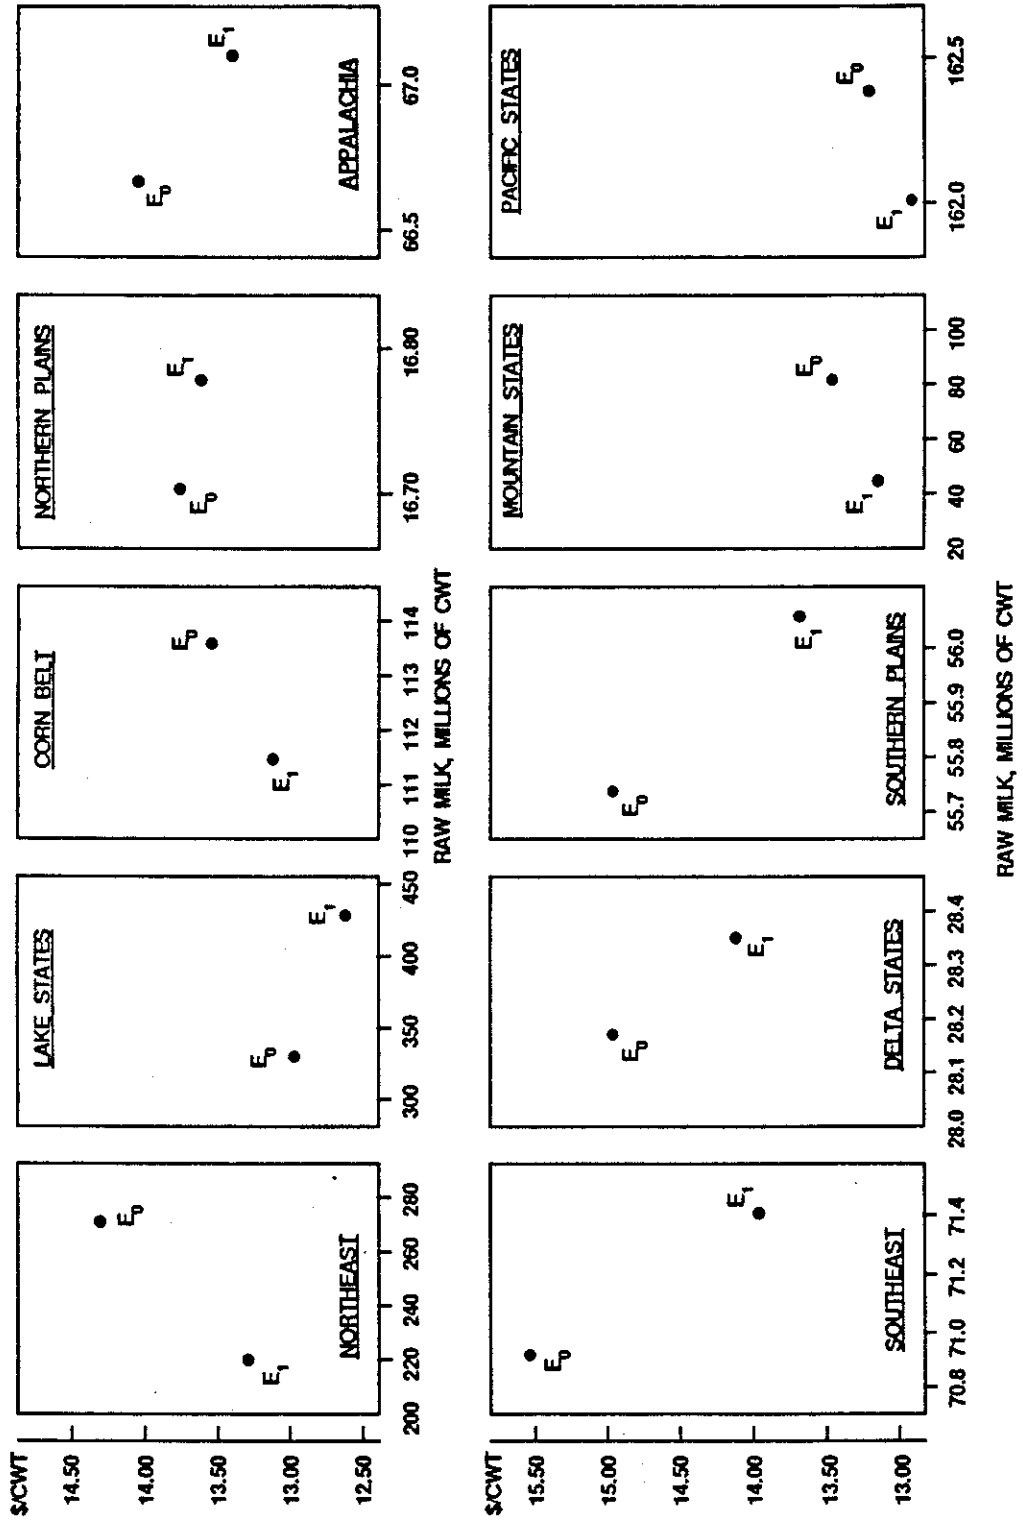 $/CWT
14.50
14.00
13.50
13.00
12.50
NORTHEAST
E0
E1
200 220 240 260 280
LAKE STATES
E0
E1
300 350 400 450
CORN BELT
E0
E1
110 111 112 113 114
NORTHERN PLAINS
E0
E1
16.70 16.80
APPALACHIA
E0
E1
66.5 67.0
RAW MILK, MILLIONS OF CWT
$/CWT
15.50
15.00
14.50
14.00
13.50
13.00
SOUTHEAST
E0
E1
70.8 71.0 71.2 71.4
DELTA STATES
E0
E1
28.0 28.1 28.2 28.3 28.4
SOUTHERN PLAINS
E0
E1
55.7 55.8 55.9 56.0
MOUNTAIN STATES
E0
E1
20 40 60 80 100
PACIFIC STATES
E0
E1
162.0 162.5
RAW MILK, MILLIONS OF CWT